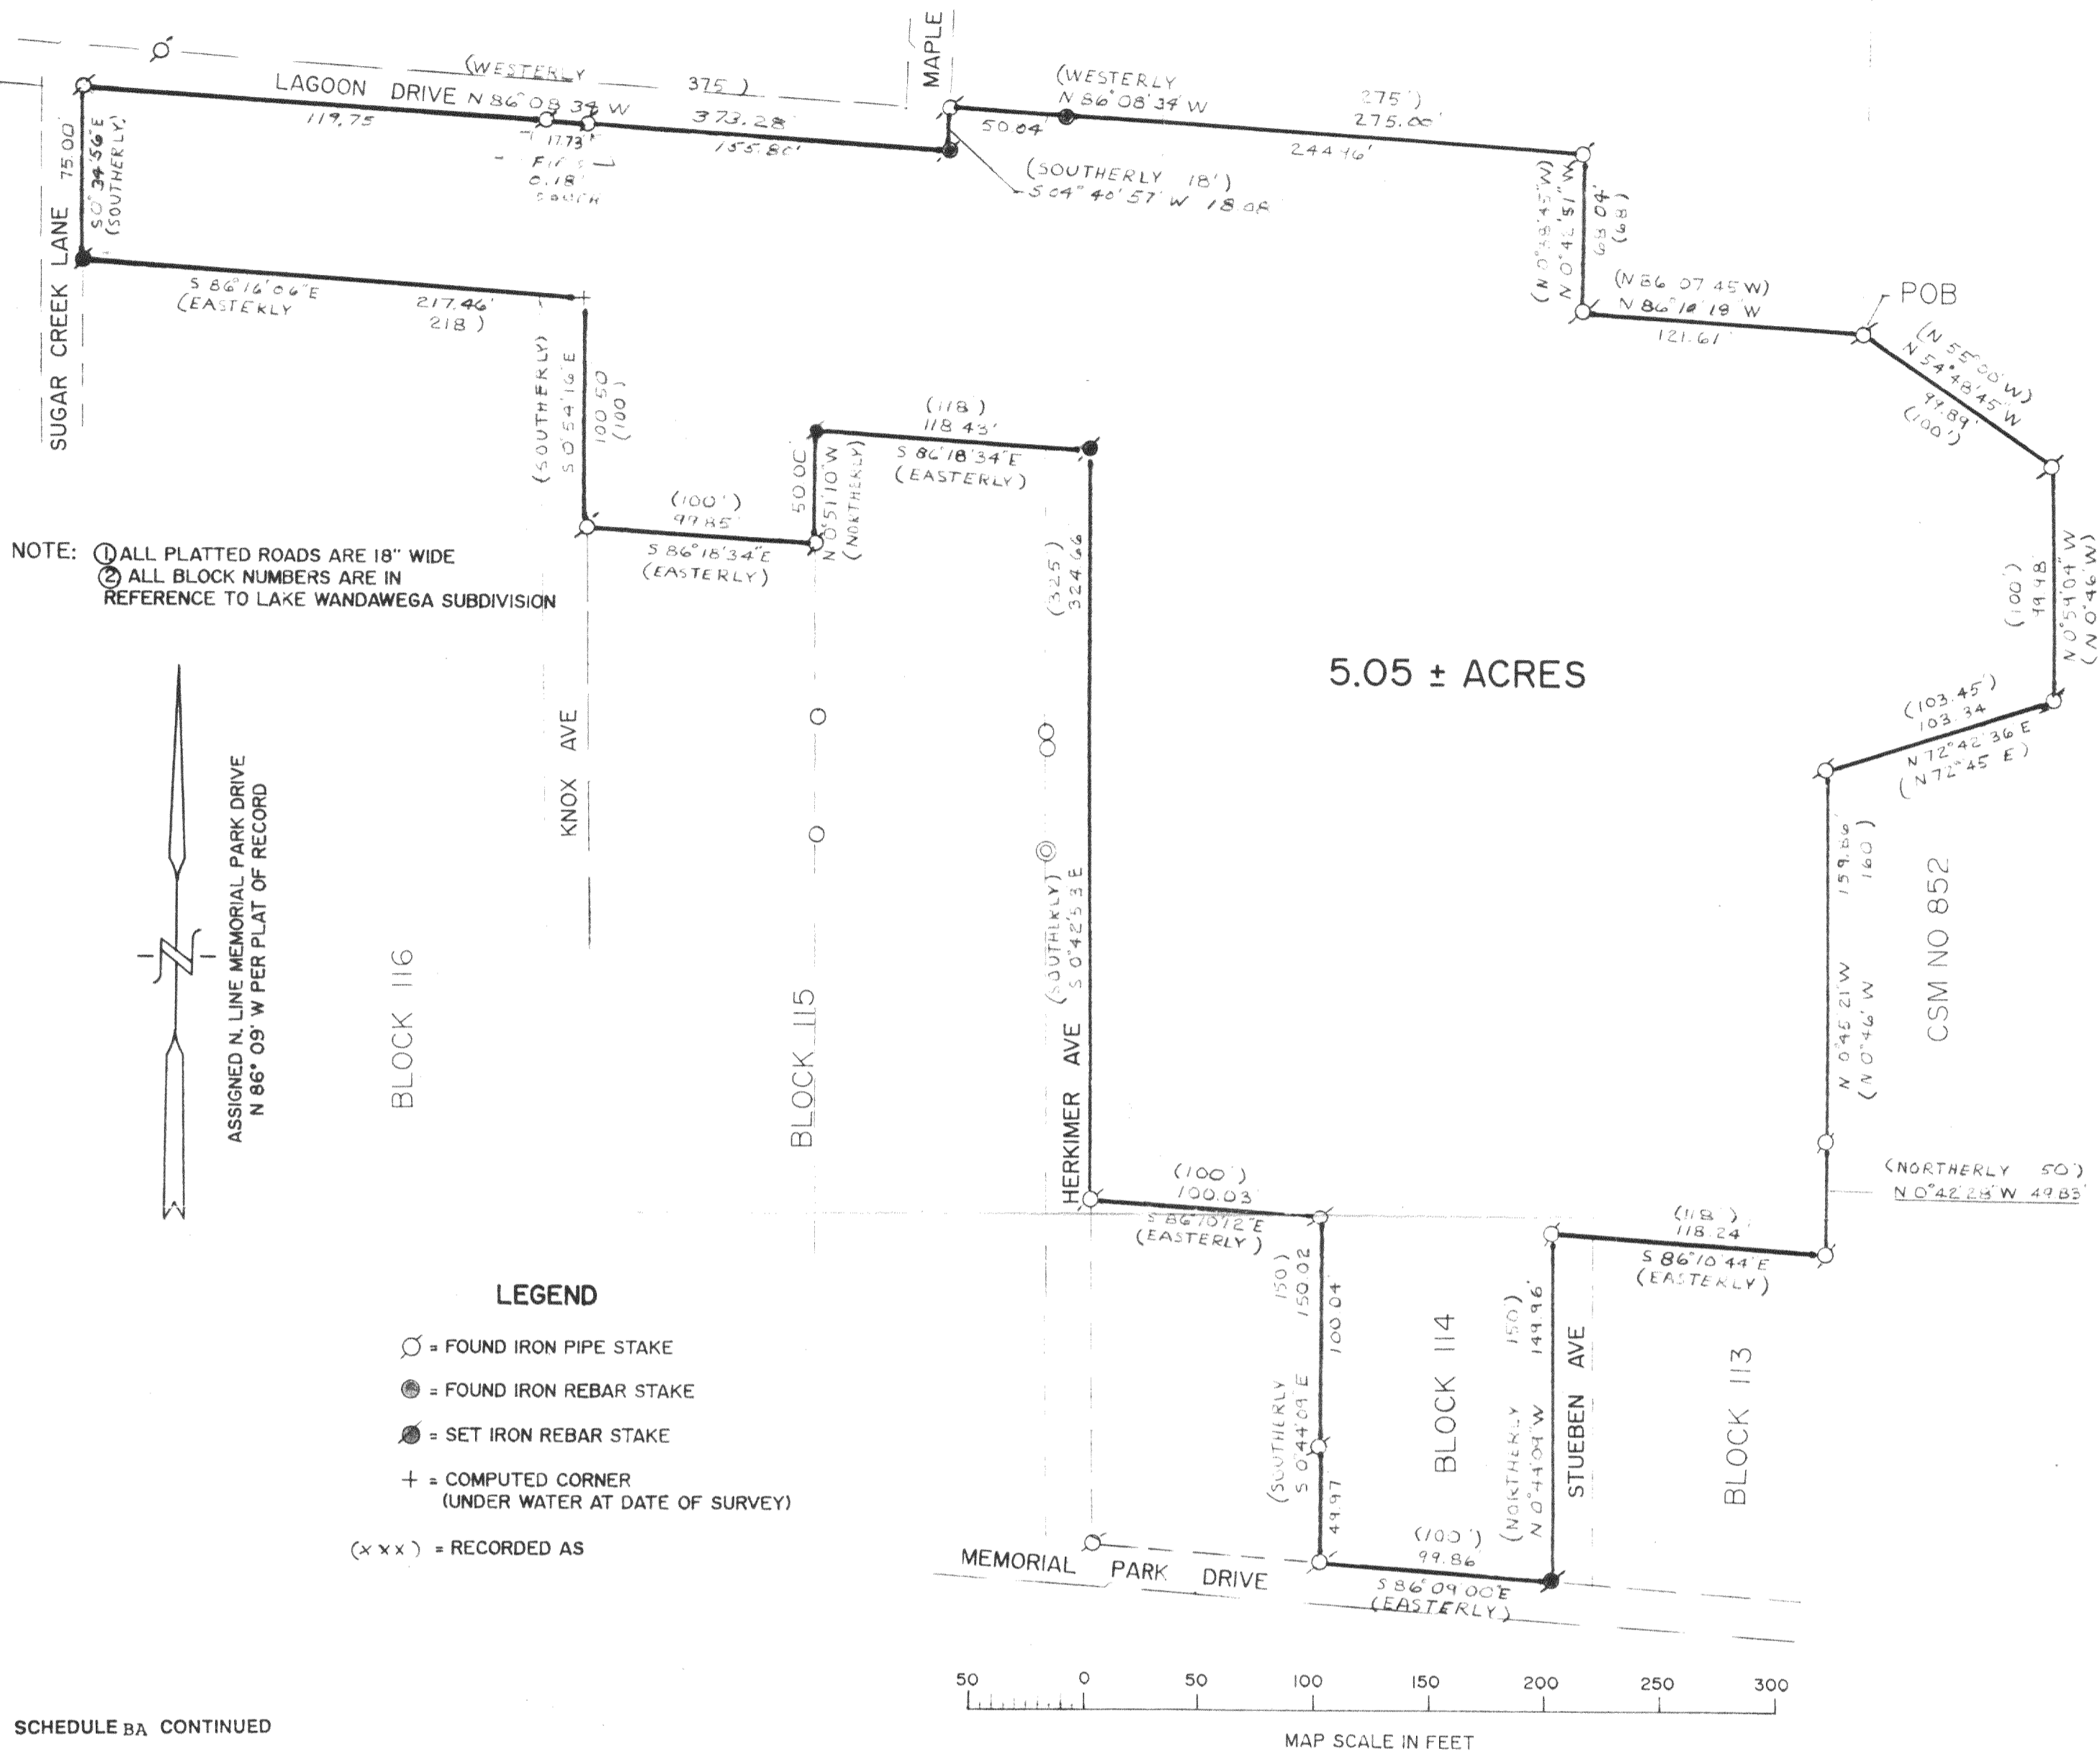 (WESTERLY 375')
LAGOON DRIVE N 86° 08' 34" W
119.75
17.73'
373.28'
155.80'
0.18'
SOUTH
MAPLE
(WESTERLY 275')
N 86° 08' 34" W 275.00'
50.04'
244.46'
(SOUTHERLY 18')
S 04° 40' 57" W 18.08
75.00'
S 0° 34' 56" E
(SOUTHERLY)
SUGAR CREEK LANE
S 86° 16' 06" E 217.46'
(EASTERLY 218')
(SOUTHERLY)
S 0° 54' 16" E
100.50
(100')
(100')
99.85'
S 86° 18' 34" E
(EASTERLY)
50.00'
N 0° 51' 10" W
(NORTHERLY)
(118')
118.43'
S 86° 18' 34" E
(EASTERLY)
(N 0° 38' 45" W)
N 0° 42' 51" W
68.04'
(68')
(N 86 07 45 W)
N 86° 10' 19" W
121.61'
POB
(N 55° 00' W)
N 54° 48' 45" W
99.89'
(100')
(100')
99.98'
N 0° 59' 04" W
(N 0° 46' W)
(103.45')
103.34
N 72° 42' 36 E
(N 72° 45' E)
159.86'
160')
N 0° 45' 21" W
(N 0° 46' W
CSM NO 852
(NORTHERLY 50')
N 0° 42' 28" W 49.83'
(118')
118.24
S 86° 10' 44" E
(EASTERLY)
NOTE: ① ALL PLATTED ROADS ARE 18" WIDE
② ALL BLOCK NUMBERS ARE IN
REFERENCE TO LAKE WANDAWEGA SUBDIVISION
ASSIGNED N. LINE MEMORIAL PARK DRIVE
N 86° 09' W PER PLAT OF RECORD
N
KNOX AVE
BLOCK 116
BLOCK 115
(325')
324.66
(SOUTHERLY)
S 0° 42' 53" E
HERKIMER AVE
5.05 ± ACRES
(100')
100.03'
S 86° 10' 12" E
(EASTERLY)
(SOUTHERLY 150')
S 0° 44' 09" E 150.02
100.04'
49.97
BLOCK 114
(NORTHERLY 150')
N 0° 44' 09" W 149.96'
STUEBEN AVE
BLOCK 113
(100')
99.86'
S 86° 09' 00" E
(EASTERLY)
MEMORIAL PARK DRIVE
LEGEND
= FOUND IRON PIPE STAKE
= FOUND IRON REBAR STAKE
= SET IRON REBAR STAKE
+ = COMPUTED CORNER
(UNDER WATER AT DATE OF SURVEY)
(XXX) = RECORDED AS
50 0 50 100 150 200 250 300
MAP SCALE IN FEET
SCHEDULE BA CONTINUED